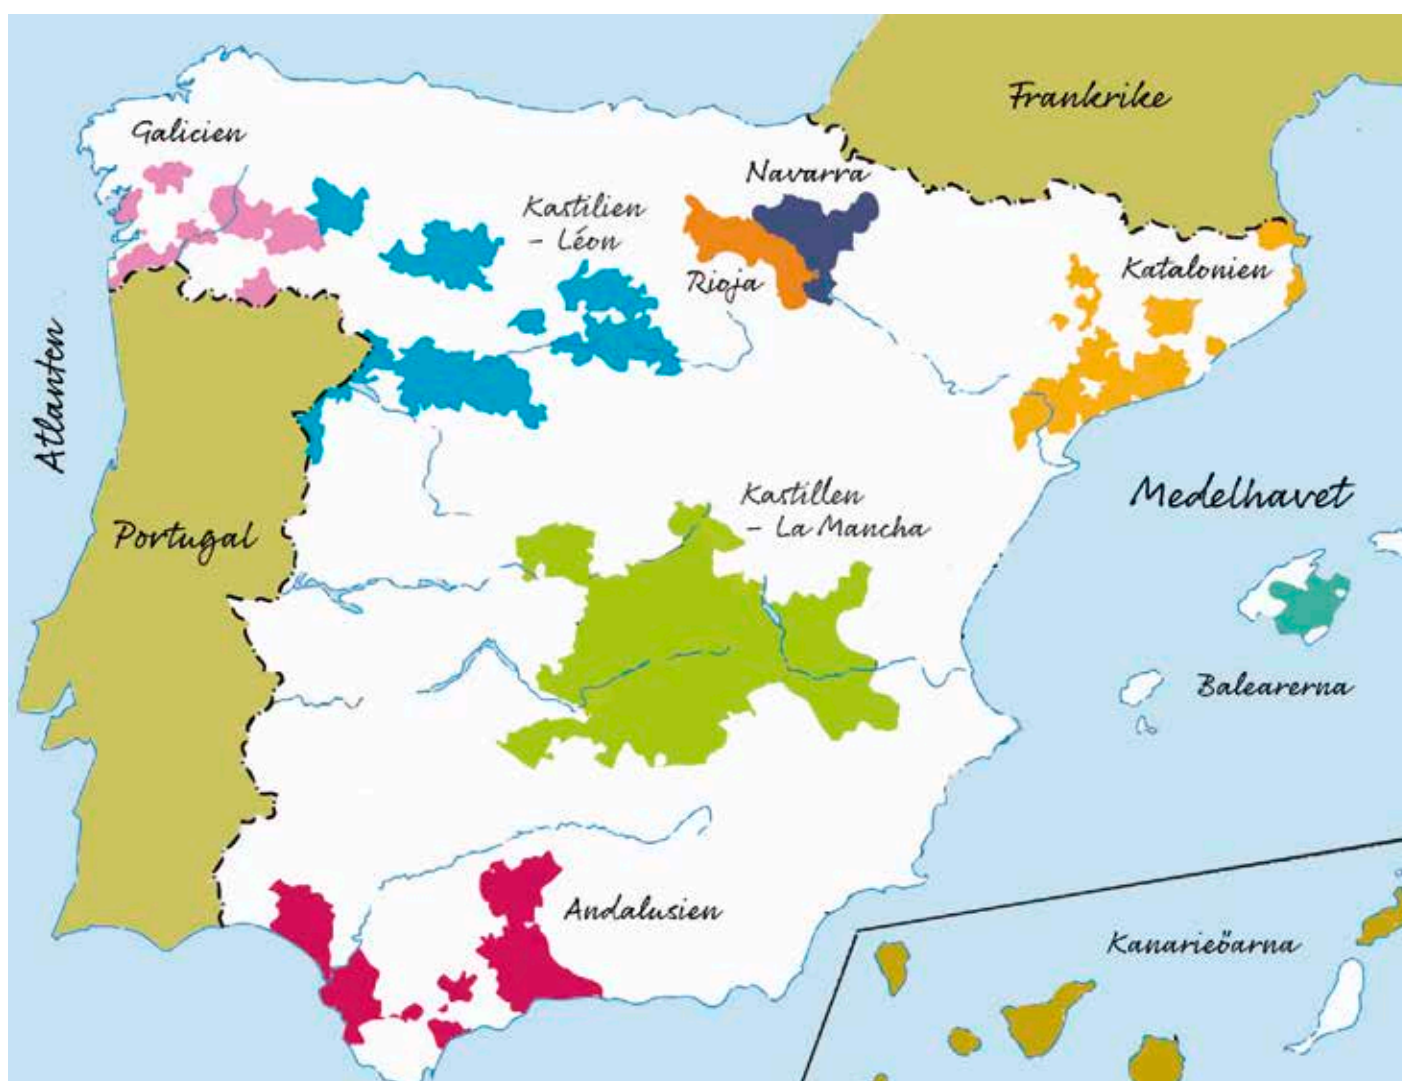 Frankrike
Galicien
Navarra
Kastilien
- Léon
Rioja
Katalonien
Atlanten
Kastillen
- La Mancha
Medelhavet
Portugal
Balearerna
Andalusien
Kanarieöarna